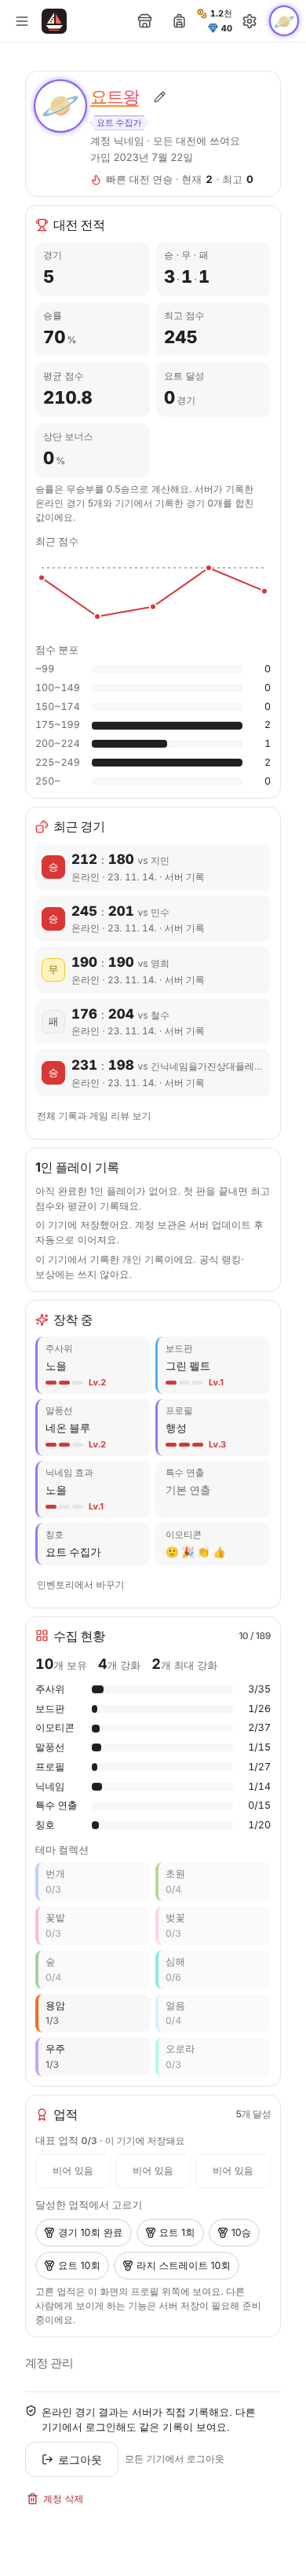 1.2천
40
요트왕
요트 수집가
계정 닉네임 · 모든 대전에 쓰여요
가입 2023년 7월 22일
빠른 대전 연승 · 현재 2 · 최고 0
대전 전적
경기
5
승 · 무 · 패
3·1·1
승률
70%
최고 점수
245
평균 점수
210.8
요트 달성
0경기
상단 보너스
0%
승률은 무승부를 0.5승으로 계산해요. 서버가 기록한
온라인 경기 5개와 기기에서 기록한 경기 0개를 합친
값이에요.
최근 점수
점수 분포
~99 0
100~149 0
150~174 0
175~199 2
200~224 1
225~249 2
250~ 0
최근 경기
승
212 : 180 vs 지민
온라인 · 23. 11. 14. · 서버 기록
승
245 : 201 vs 민수
온라인 · 23. 11. 14. · 서버 기록
무
190 : 190 vs 영희
온라인 · 23. 11. 14. · 서버 기록
패
176 : 204 vs 철수
온라인 · 23. 11. 14. · 서버 기록
승
231 : 198 vs 긴닉네임을가진상대플레...
온라인 · 23. 11. 14. · 서버 기록
전체 기록과 게임 리뷰 보기
1인 플레이 기록
아직 완료한 1인 플레이가 없어요. 첫 판을 끝내면 최고
점수와 평균이 기록돼요.
이 기기에 저장했어요. 계정 보관은 서버 업데이트 후
자동으로 이어져요.
이 기기에서 기록한 개인 기록이에요. 공식 랭킹·
보상에는 쓰지 않아요.
장착 중
주사위
노을
Lv.2
보드판
그린 펠트
Lv.1
말풍선
네온 블루
Lv.2
프로필
행성
Lv.3
닉네임 효과
노을
Lv.1
특수 연출
기본 연출
칭호
요트 수집가
이모티콘
인벤토리에서 바꾸기
수집 현황
10 / 189
10개 보유 4개 강화 2개 최대 강화
주사위 3/35
보드판 1/26
이모티콘 2/37
말풍선 1/15
프로필 1/27
닉네임 1/14
특수 연출 0/15
칭호 1/20
테마 컬렉션
번개
0/3
초원
0/4
꽃밭
0/3
벚꽃
0/3
숲
0/4
심해
0/6
용암
1/3
얼음
0/4
우주
1/3
오로라
0/3
업적
5개 달성
대표 업적 0/3 · 이 기기에 저장돼요
비어 있음
비어 있음
비어 있음
달성한 업적에서 고르기
경기 10회 완료
요트 1회
10승
요트 10회
라지 스트레이트 10회
고른 업적은 이 화면의 프로필 위쪽에 보여요. 다른
사람에게 보이게 하는 기능은 서버 저장이 필요해 준비
중이에요.
계정 관리
온라인 경기 결과는 서버가 직접 기록해요. 다른
기기에서 로그인해도 같은 기록이 보여요.
로그아웃
모든 기기에서 로그아웃
계정 삭제